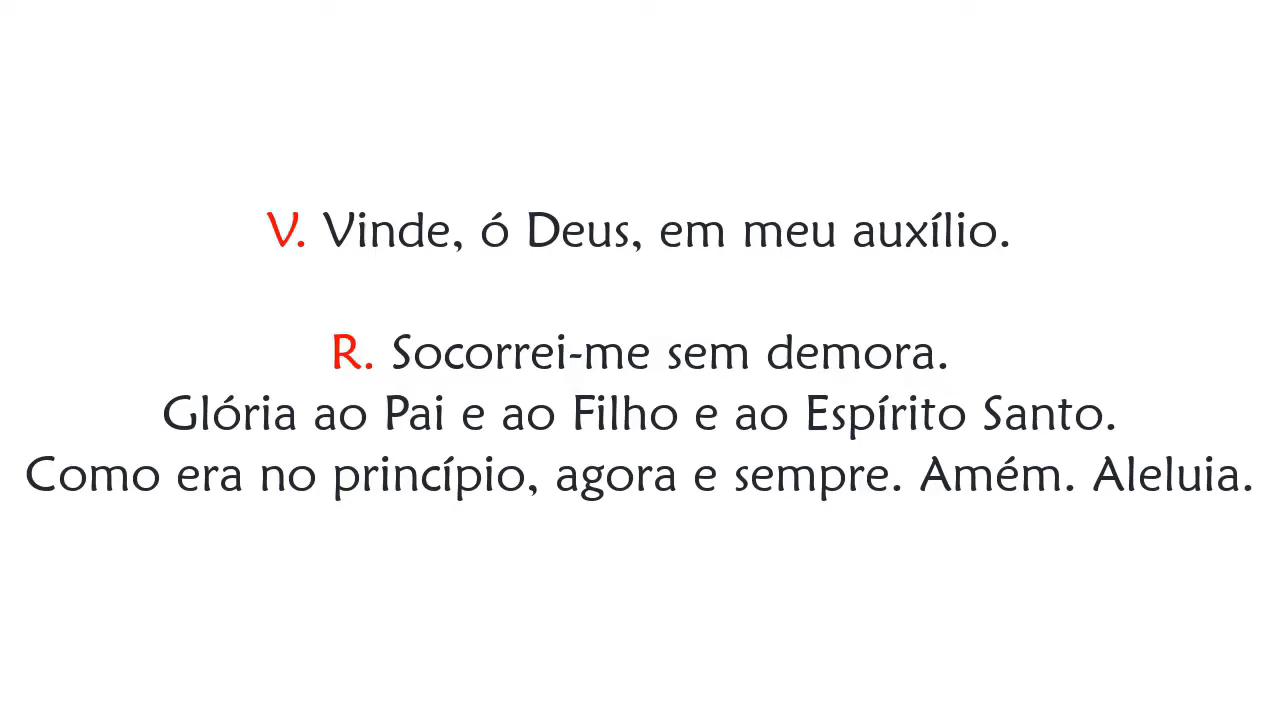 V. Vinde, ó Deus, em meu auxílio.
R. Socorrei-me sem demora.
Glória ao Pai e ao Filho e ao Espírito Santo.
Como era no princípio, agora e sempre. Amém. Aleluia.